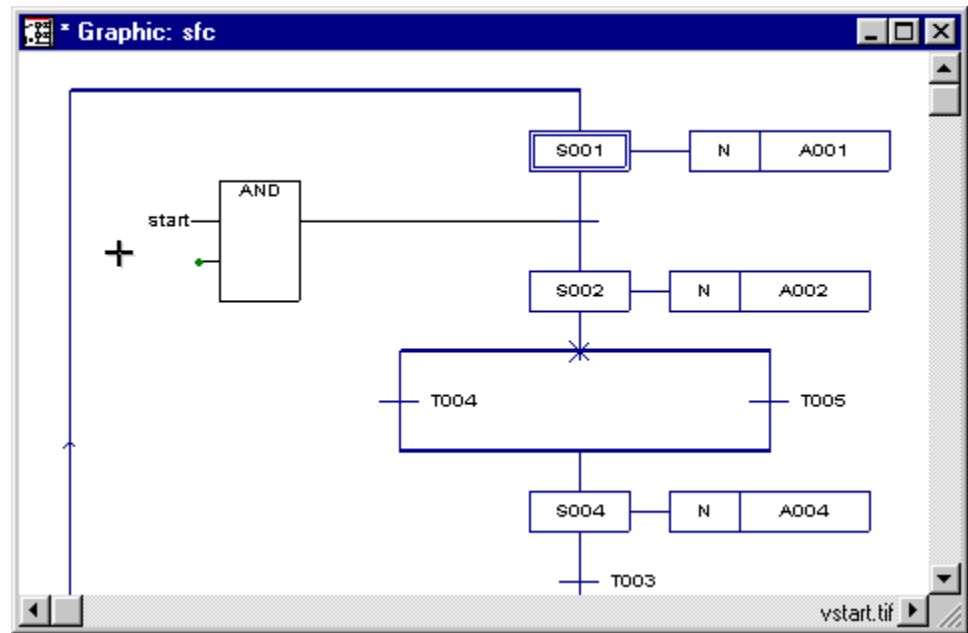 * Graphic: sfc
S001 N A001
AND
start
S002 N A002
T004 T005
S004 N A004
T003
vstart.tif